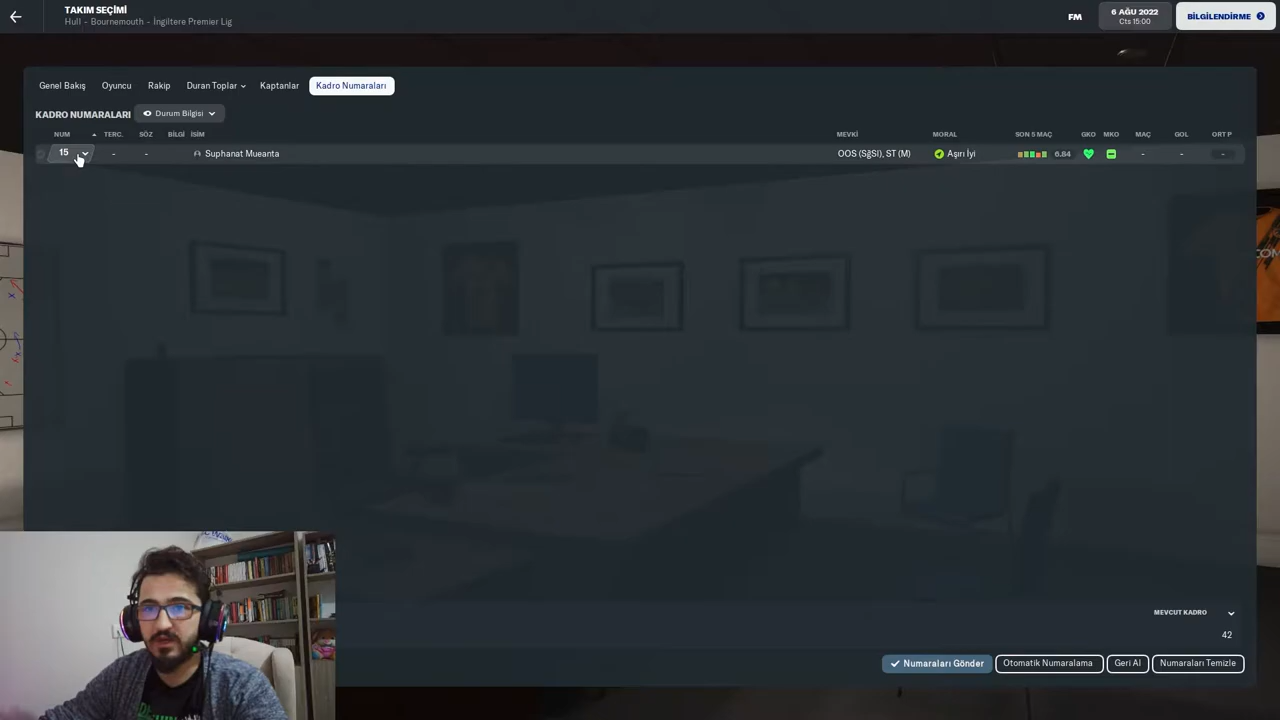 TAKIM SEÇİMİ
Hull - Bournemouth - İngiltere Premier Lig
FM
6 AĞU 2022
Cts 15:00
BİLGİLENDİRME
Genel Bakış
Oyuncu
Rakip
Duran Toplar
Kaptanlar
Kadro Numaraları
KADRO NUMARALARI
Durum Bilgisi
NUM TERC. SÖZ BİLGİ İSİM MEVKİ MORAL SON 5 MAÇ GKO MKO MAÇ GOL ORT P
15 - - Suphanat Mueanta OOS (SğSl), ST (M) Aşırı İyi 6.84 - - -
MEVCUT KADRO
42
Numaraları Gönder
Otomatik Numaralama
Geri Al
Numaraları Temizle